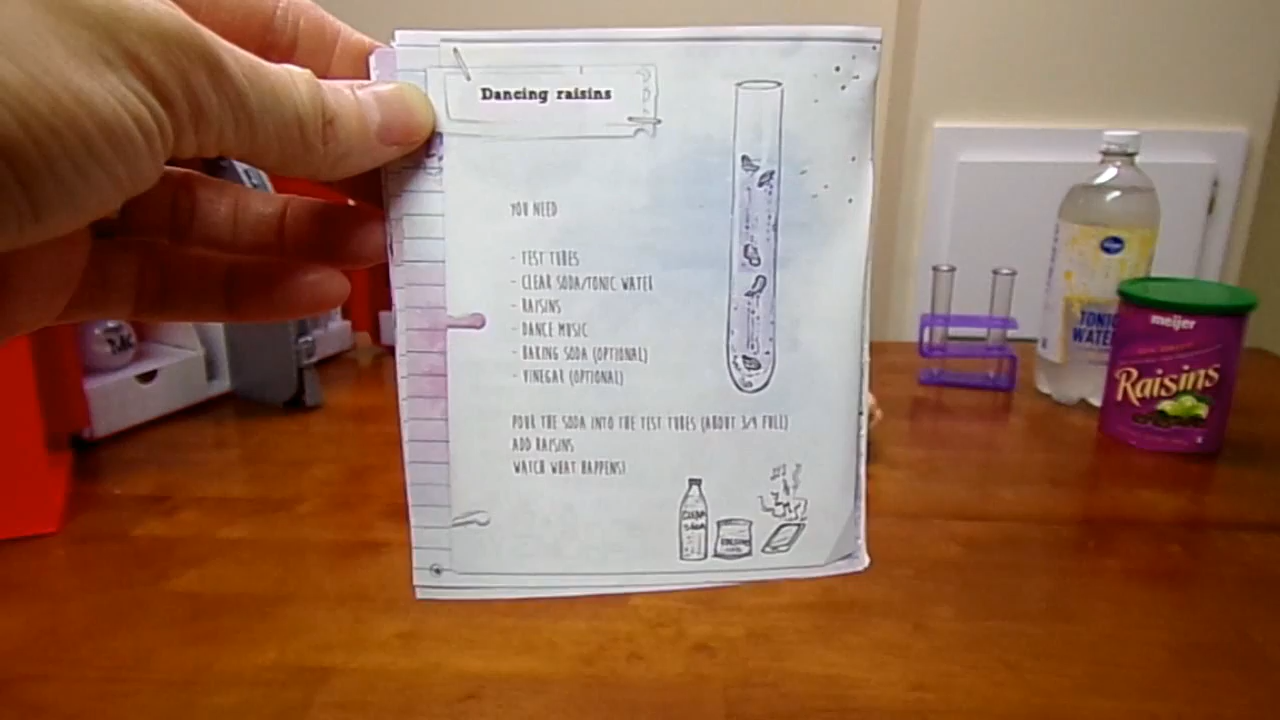 Dancing raisins
YOU NEED
- TEST TUBES
- CLEAR SODA/TONIC WATER
- RAISINS
- DANCE MUSIC
- BAKING SODA (OPTIONAL)
- VINEGAR (OPTIONAL)
POUR THE SODA INTO THE TEST TUBES (ABOUT 3/4 FULL)
ADD RAISINS
WATCH WHAT HAPPENS!
CLEAR
SODA
TONIC
WATER
meijer
Raisins